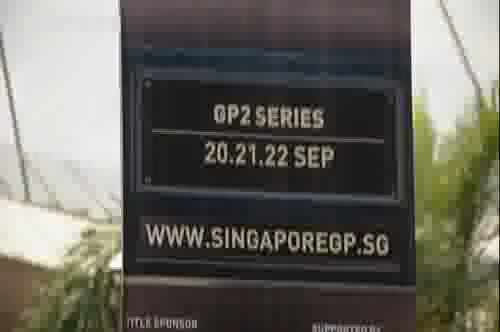 GP2 SERIES
20.21.22 SEP
WWW.SINGAPOREGP.SG
TITLE SPONSOR
SUPPORTED BY